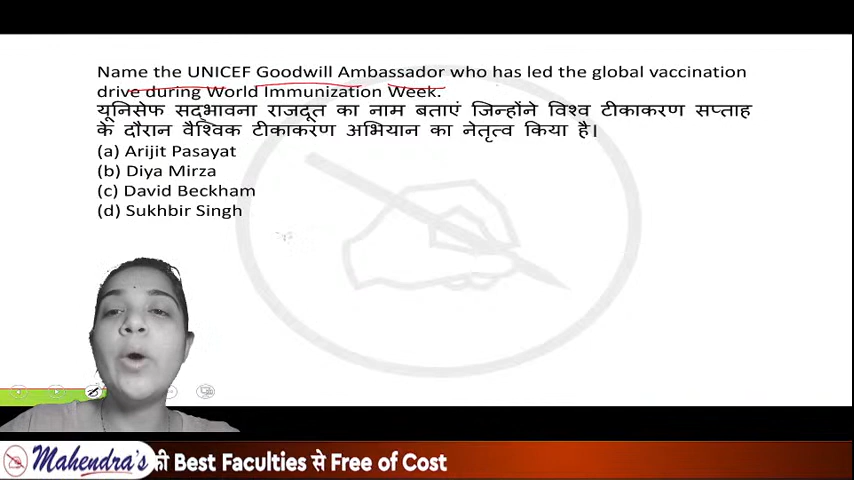 Name the UNICEF Goodwill Ambassador who has led the global vaccination
drive during World Immunization Week.
यूनिसेफ सद्भावना राजदूत का नाम बताएं जिन्होंने विश्व टीकाकरण सप्ताह
के दौरान वैश्विक टीकाकरण अभियान का नेतृत्व किया है।
(a) Arijit Pasayat
(b) Diya Mirza
(c) David Beckham
(d) Sukhbir Singh
Mahendra's की Best Faculties से Free of Cost